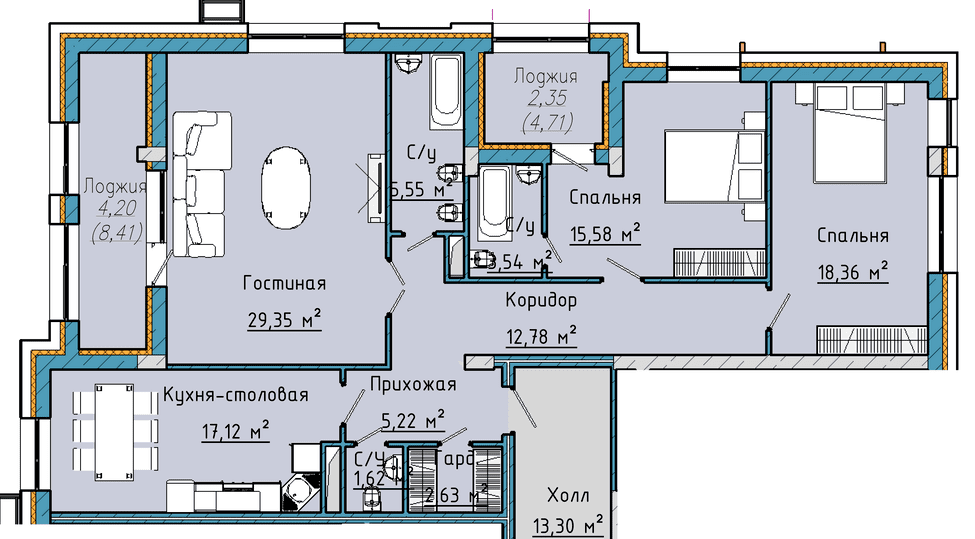 Лоджия
2,35
(4,71)
С/у
5,55 м²
Лоджия
4,20
(8,41)
Спальня
15,58 м²
С/у
3,54 м²
Спальня
18,36 м²
Гостиная
29,35 м²
Коридор
12,78 м²
Прихожая
5,22 м²
Кухня-столовая
17,12 м²
С/у
1,62 м²
Гард
2,63 м²
Холл
13,30 м²